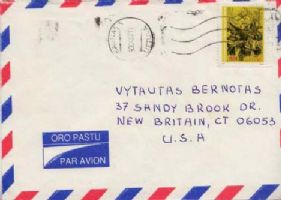 VYTAUTAS BERNOTAS
37 SANDY BROOK DR.
NEW BRITAIN, CT 06053
U.S.A
ORO PAŠTU
PAR AVION